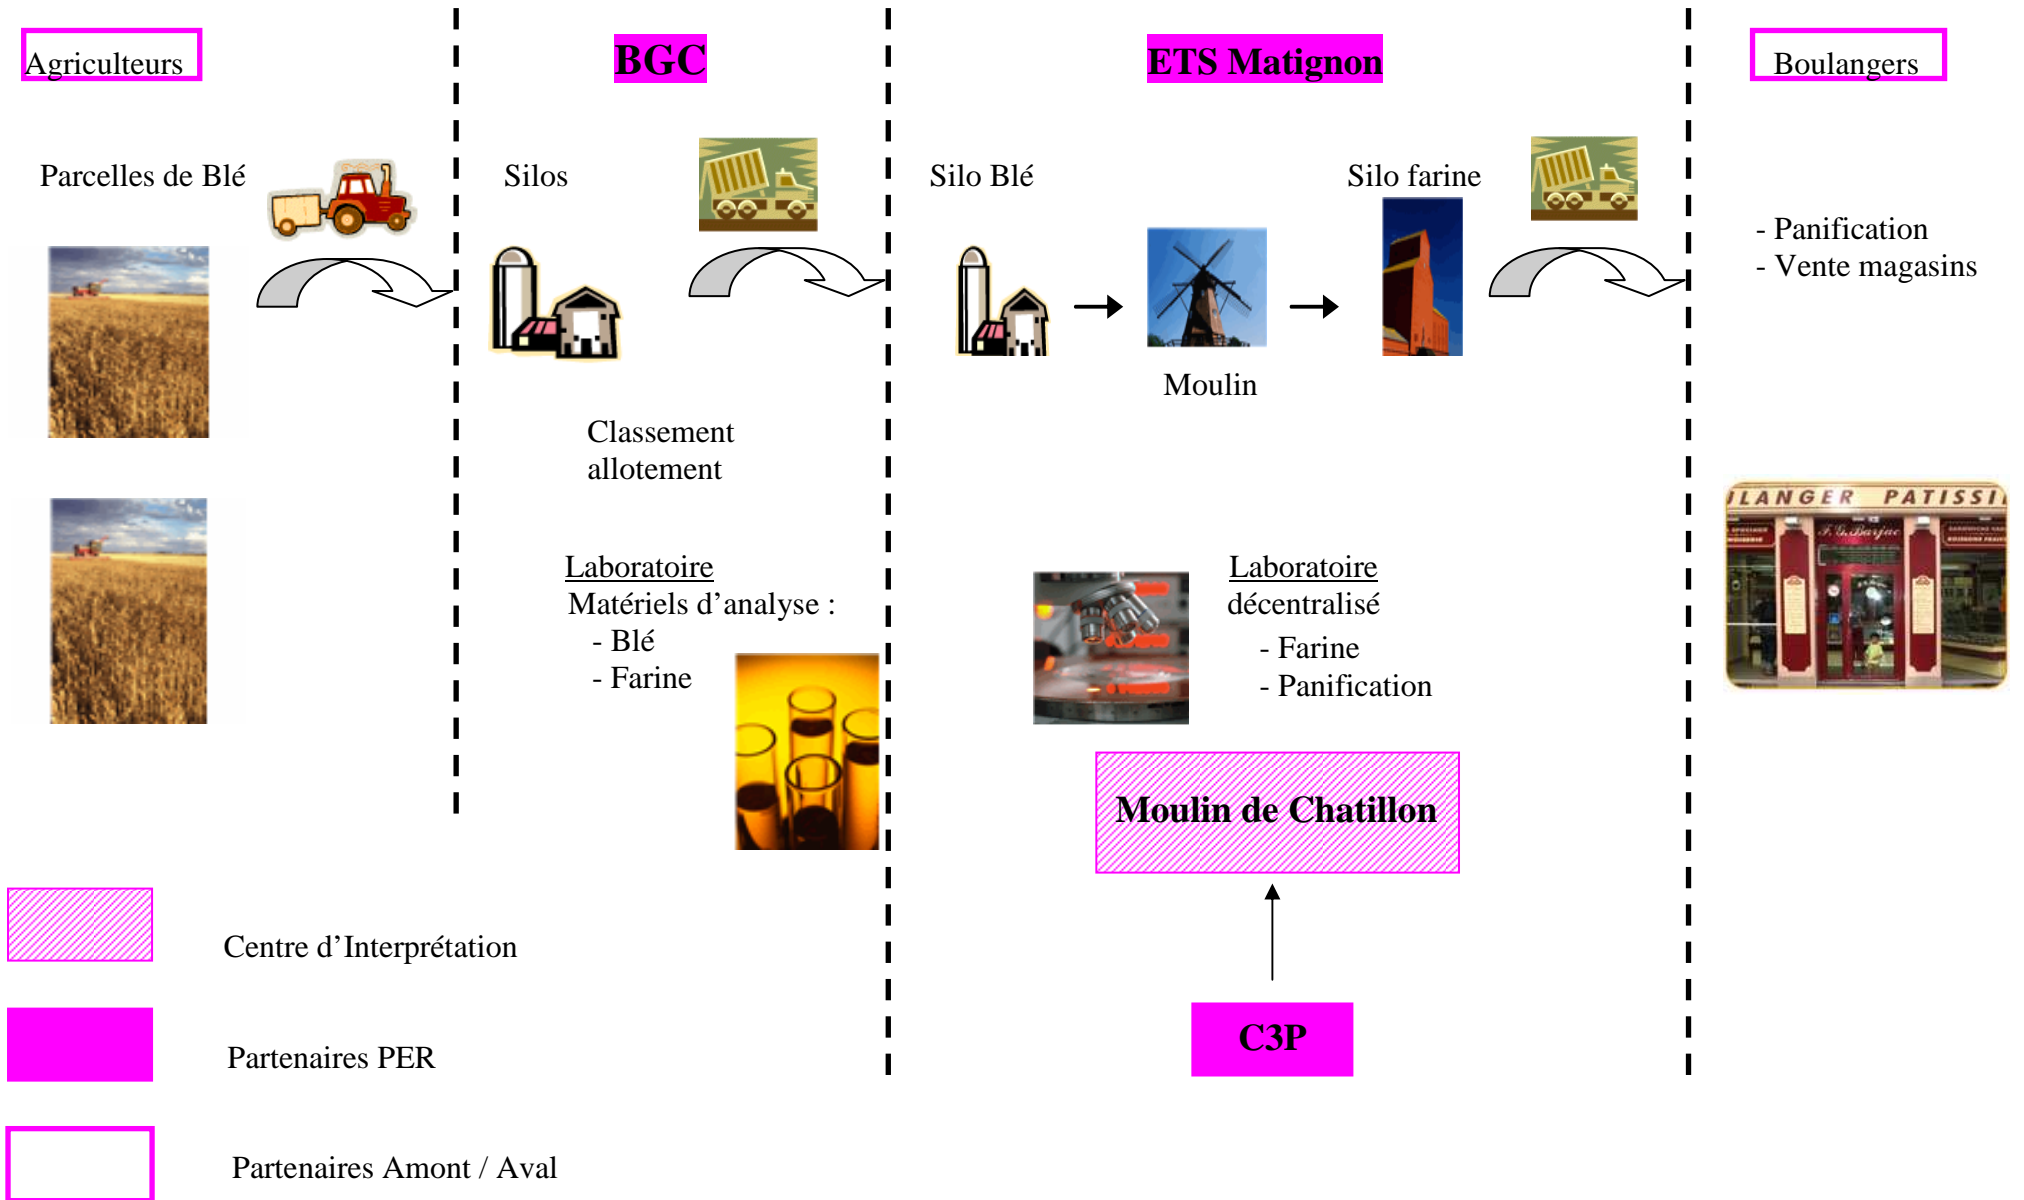 Agriculteurs
BGC
ETS Matignon
Boulangers
Parcelles de Blé
Silos
Silo Blé
Silo farine
- Panification
- Vente magasins
Moulin
Classement
allotement
Laboratoire
Matériels d'analyse :
- Blé
- Farine
Laboratoire
décentralisé
- Farine
- Panification
ULANGER PATISSI
F. G. Barjac
Moulin de Chatillon
C3P
Centre d'Interprétation
Partenaires PER
Partenaires Amont / Aval